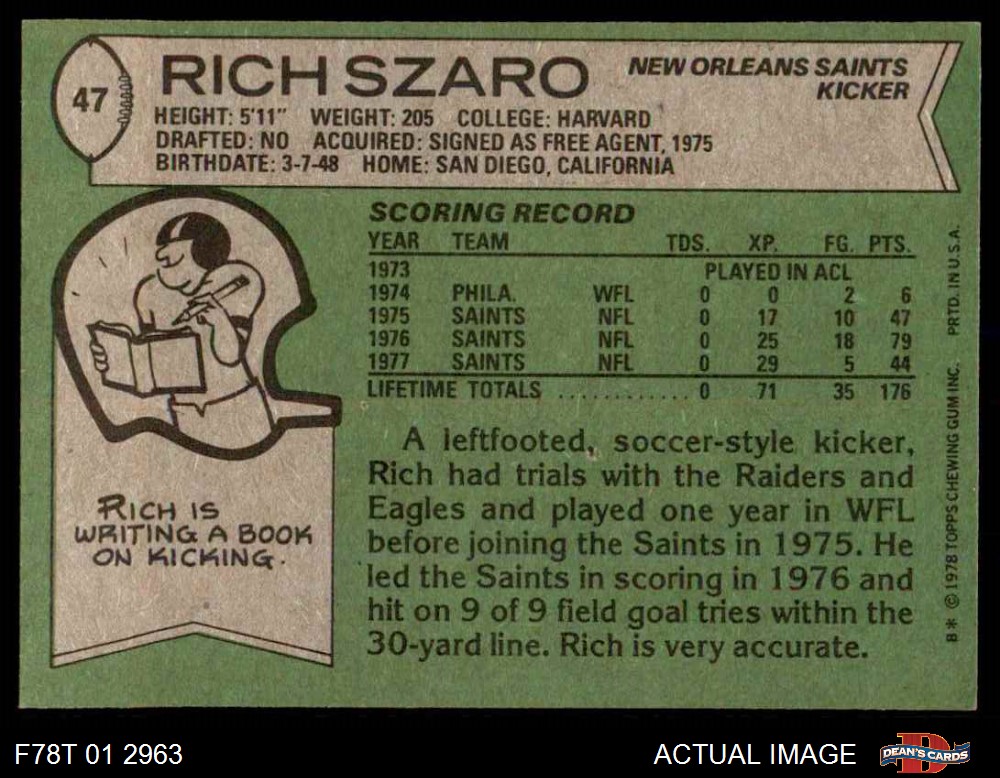 47
RICH SZARO
NEW ORLEANS SAINTS
KICKER
HEIGHT: 5'11" WEIGHT: 205 COLLEGE: HARVARD
DRAFTED: NO ACQUIRED: SIGNED AS FREE AGENT, 1975
BIRTHDATE: 3-7-48 HOME: SAN DIEGO, CALIFORNIA
SCORING RECORD
YEAR TEAM TDS. XP. FG. PTS.
1973 PLAYED IN ACL
1974 PHILA. WFL 0 0 2 6
1975 SAINTS NFL 0 17 10 47
1976 SAINTS NFL 0 25 18 79
1977 SAINTS NFL 0 29 5 44
LIFETIME TOTALS ............ 0 71 35 176
A leftfooted, soccer-style kicker,
Rich had trials with the Raiders and
Eagles and played one year in WFL
before joining the Saints in 1975. He
led the Saints in scoring in 1976 and
hit on 9 of 9 field goal tries within the
30-yard line. Rich is very accurate.
RICH IS
WRITING A BOOK
ON KICKING.
B* © 1978 TOPPS CHEWING GUM INC. PRTD. IN U.S.A.
F78T 01 2963
ACTUAL IMAGE
D
DEAN'S CARDS